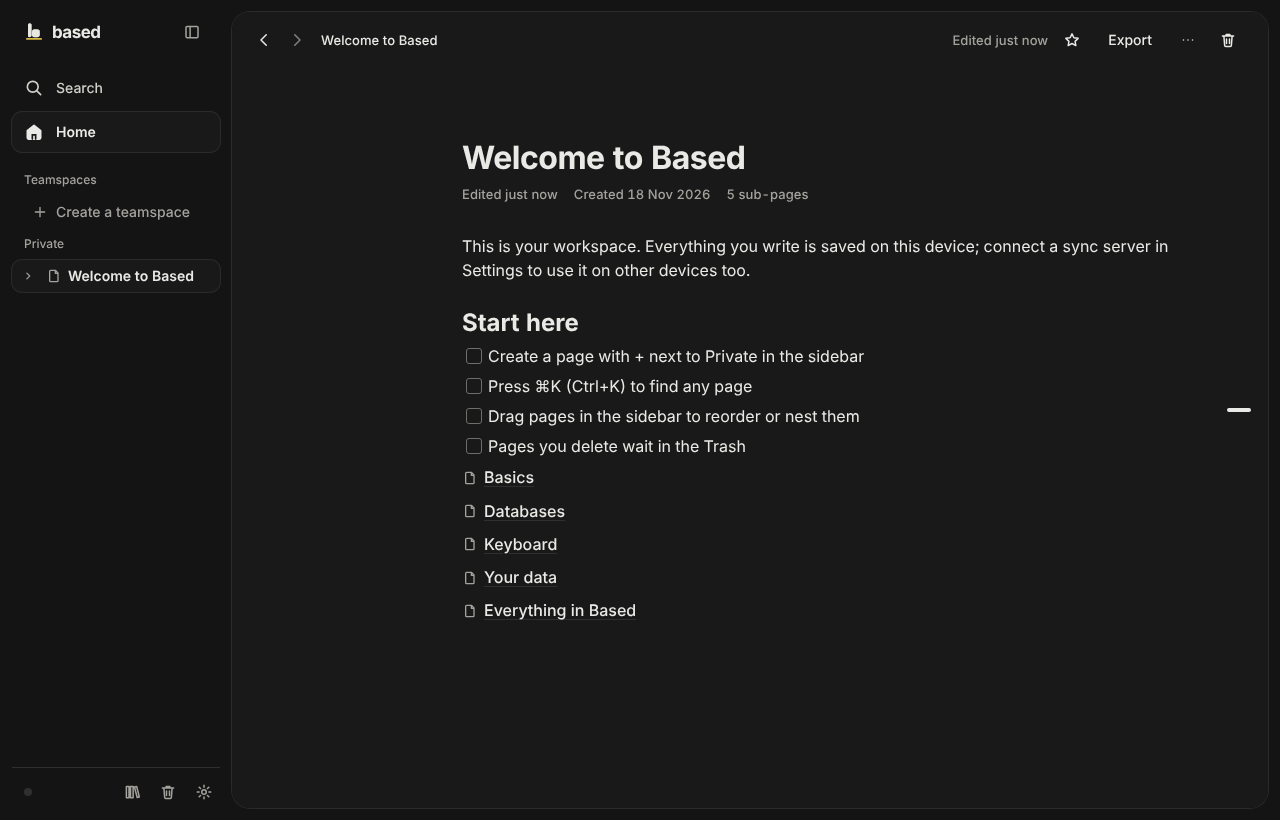 based
Search
Home
Teamspaces
Create a teamspace
Private
Welcome to Based
Welcome to Based
Edited just now
Export
Welcome to Based
Edited just now Created 18 Nov 2026 5 sub-pages
This is your workspace. Everything you write is saved on this device; connect a sync server in
Settings to use it on other devices too.
Start here
Create a page with + next to Private in the sidebar
Press ⌘K (Ctrl+K) to find any page
Drag pages in the sidebar to reorder or nest them
Pages you delete wait in the Trash
Basics
Databases
Keyboard
Your data
Everything in Based